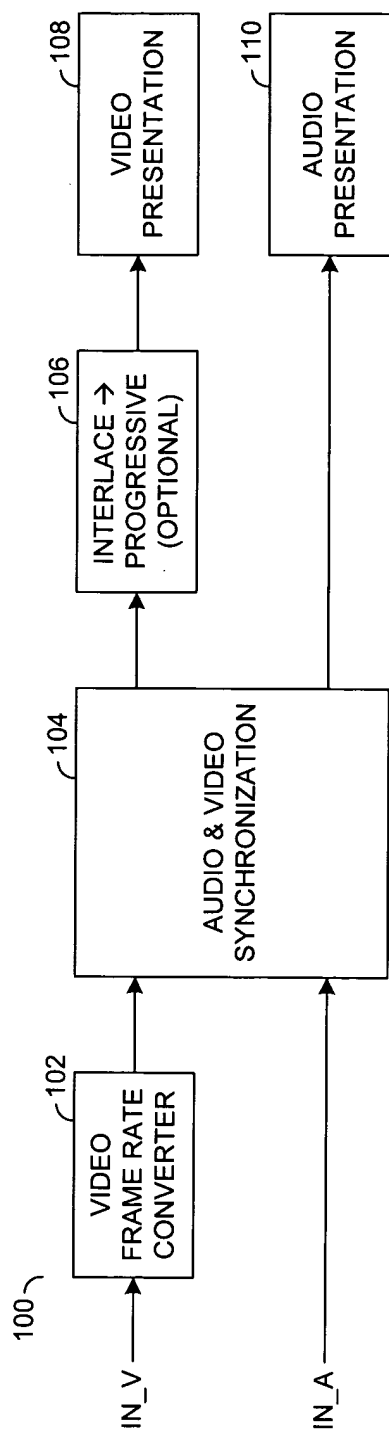 100
IN_V
IN_A
102
VIDEO
FRAME RATE
CONVERTER
104
AUDIO & VIDEO
SYNCHRONIZATION
106
INTERLACE →
PROGRESSIVE
(OPTIONAL)
108
VIDEO
PRESENTATION
110
AUDIO
PRESENTATION